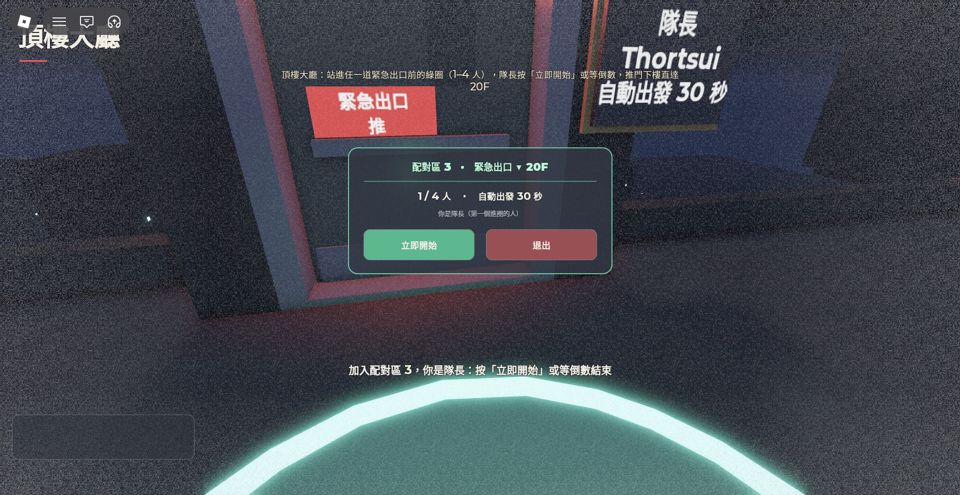 頂樓大廳
頂樓大廳：站進任一道緊急出口前的綠圈（1–4 人），隊長按「立即開始」或等倒數，推門下樓直達
20F
隊長
Thortsui
自動出發 30 秒
緊急出口
推
配對區 3 • 緊急出口 ▼ 20F
1 / 4 人 • 自動出發 30 秒
你是隊長（第一個進圈的人）
立即開始
退出
加入配對區 3，你是隊長：按「立即開始」或等倒數結束